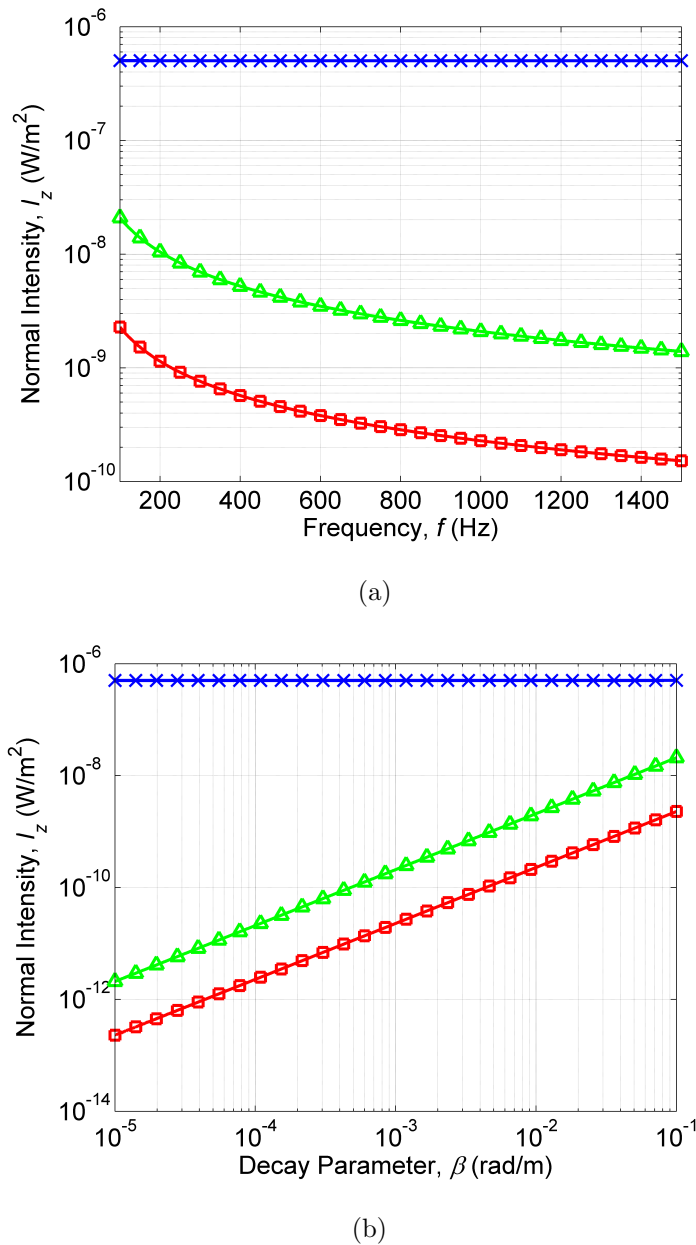 10^-6
10^-7
10^-8
10^-9
10^-10
Normal Intensity, I_z (W/m^2)
200 400 600 800 1000 1200 1400
Frequency, f (Hz)
(a)
10^-6
10^-8
10^-10
10^-12
10^-14
Normal Intensity, I_z (W/m^2)
10^-5 10^-4 10^-3 10^-2 10^-1
Decay Parameter, β (rad/m)
(b)